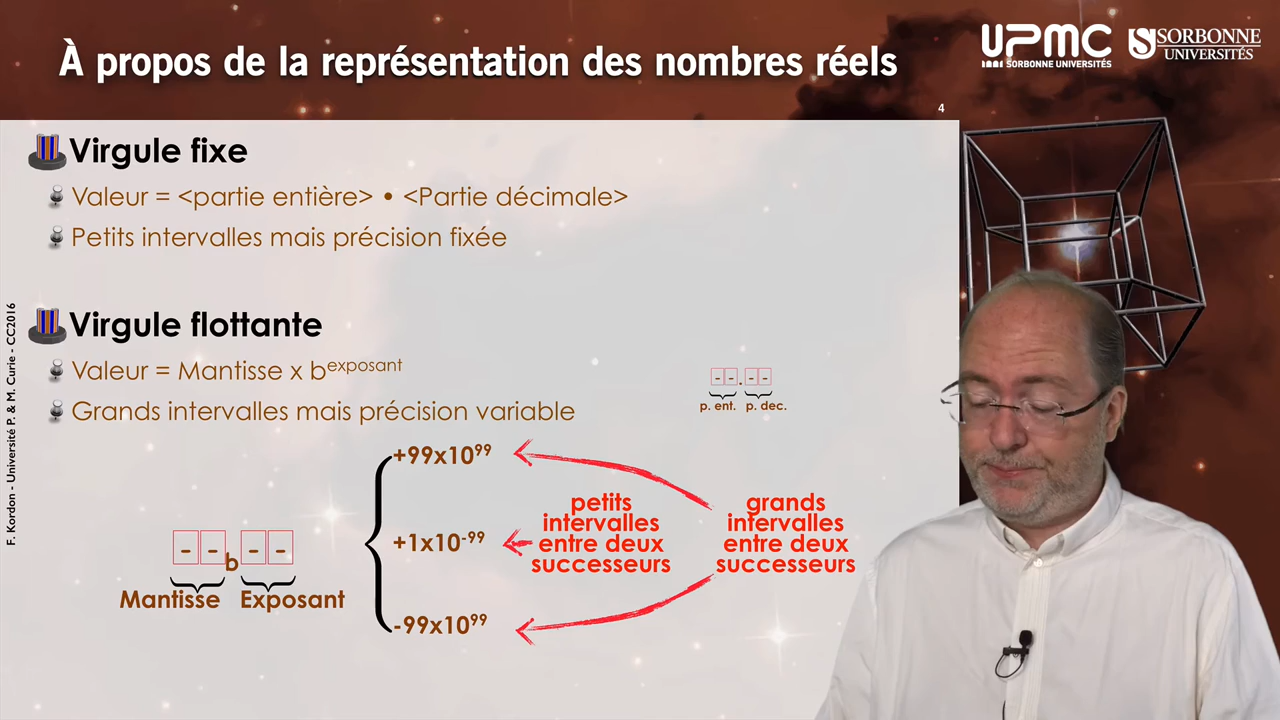 À propos de la représentation des nombres réels
UPMC
SORBONNE UNIVERSITÉS
SORBONNE
UNIVERSITÉS
4
Virgule fixe
Valeur = <partie entière> • <Partie décimale>
Petits intervalles mais précision fixée
Virgule flottante
Valeur = Mantisse x b^exposant
Grands intervalles mais précision variable
--.--
p. ent. p. dec.
+99x10^99
+1x10^-99
-99x10^99
petits
intervalles
entre deux
successeurs
grands
intervalles
entre deux
successeurs
--b--
Mantisse Exposant
F. Kordon - Université P. & M. Curie - CC2016